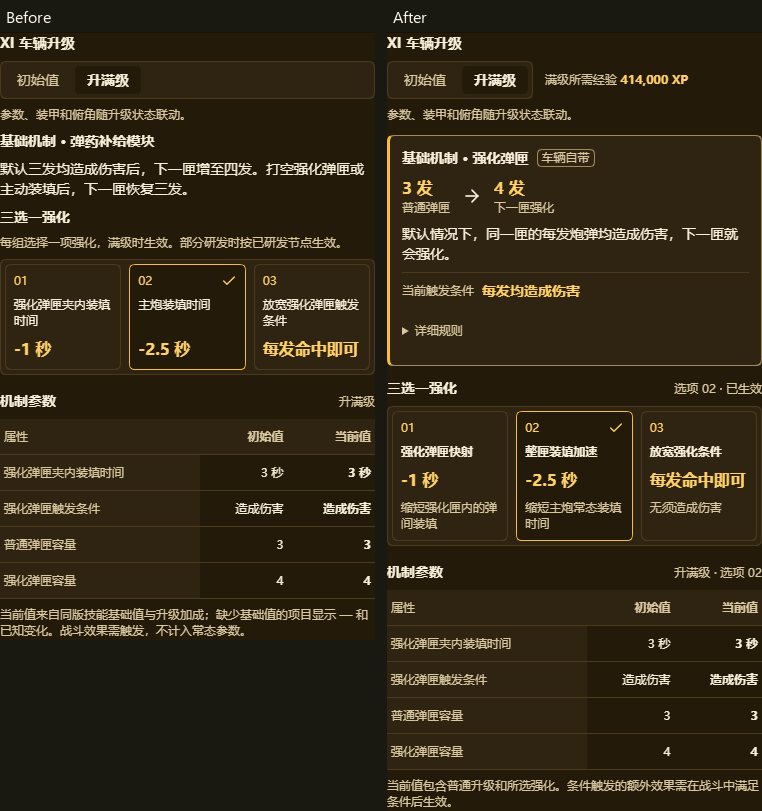 Before
XI 车辆升级
初始值 升满级
参数、装甲和俯角随升级状态联动。
基础机制 • 弹药补给模块
默认三发均造成伤害后，下一匣增至四发。打空强化弹匣或
主动装填后，下一匣恢复三发。
三选一强化
每组选择一项强化，满级时生效。部分研发时按已研发节点生效。
01
强化弹匣夹内装填
时间
-1 秒
02
主炮装填时间
-2.5 秒
03
放宽强化弹匣触发
条件
每发命中即可
机制参数 升满级
属性 初始值 当前值
强化弹匣夹内装填时间 3 秒 3 秒
强化弹匣触发条件 造成伤害 造成伤害
普通弹匣容量 3 3
强化弹匣容量 4 4
当前值来自同版技能基础值与升级加成；缺少基础值的项目显示 — 和
已知变化。战斗效果需触发，不计入常态参数。
After
XI 车辆升级
初始值 升满级 满级所需经验 414,000 XP
参数、装甲和俯角随升级状态联动。
基础机制 • 强化弹匣 车辆自带
3 发 → 4 发
普通弹匣 下一匣强化
默认情况下，同一匣的每发炮弹均造成伤害，下一匣就
会强化。
当前触发条件 每发均造成伤害
▶ 详细规则
三选一强化 选项 02 · 已生效
01
强化弹匣快射
-1 秒
缩短强化匣内的弹
间装填
02
整匣装填加速
-2.5 秒
缩短主炮常态装填
时间
03
放宽强化条件
每发命中即可
无须造成伤害
机制参数 升满级 · 选项 02
属性 初始值 当前值
强化弹匣夹内装填时间 3 秒 3 秒
强化弹匣触发条件 造成伤害 造成伤害
普通弹匣容量 3 3
强化弹匣容量 4 4
当前值包含普通升级和所选强化。条件触发的额外效果需在战斗中满足
条件后生效。